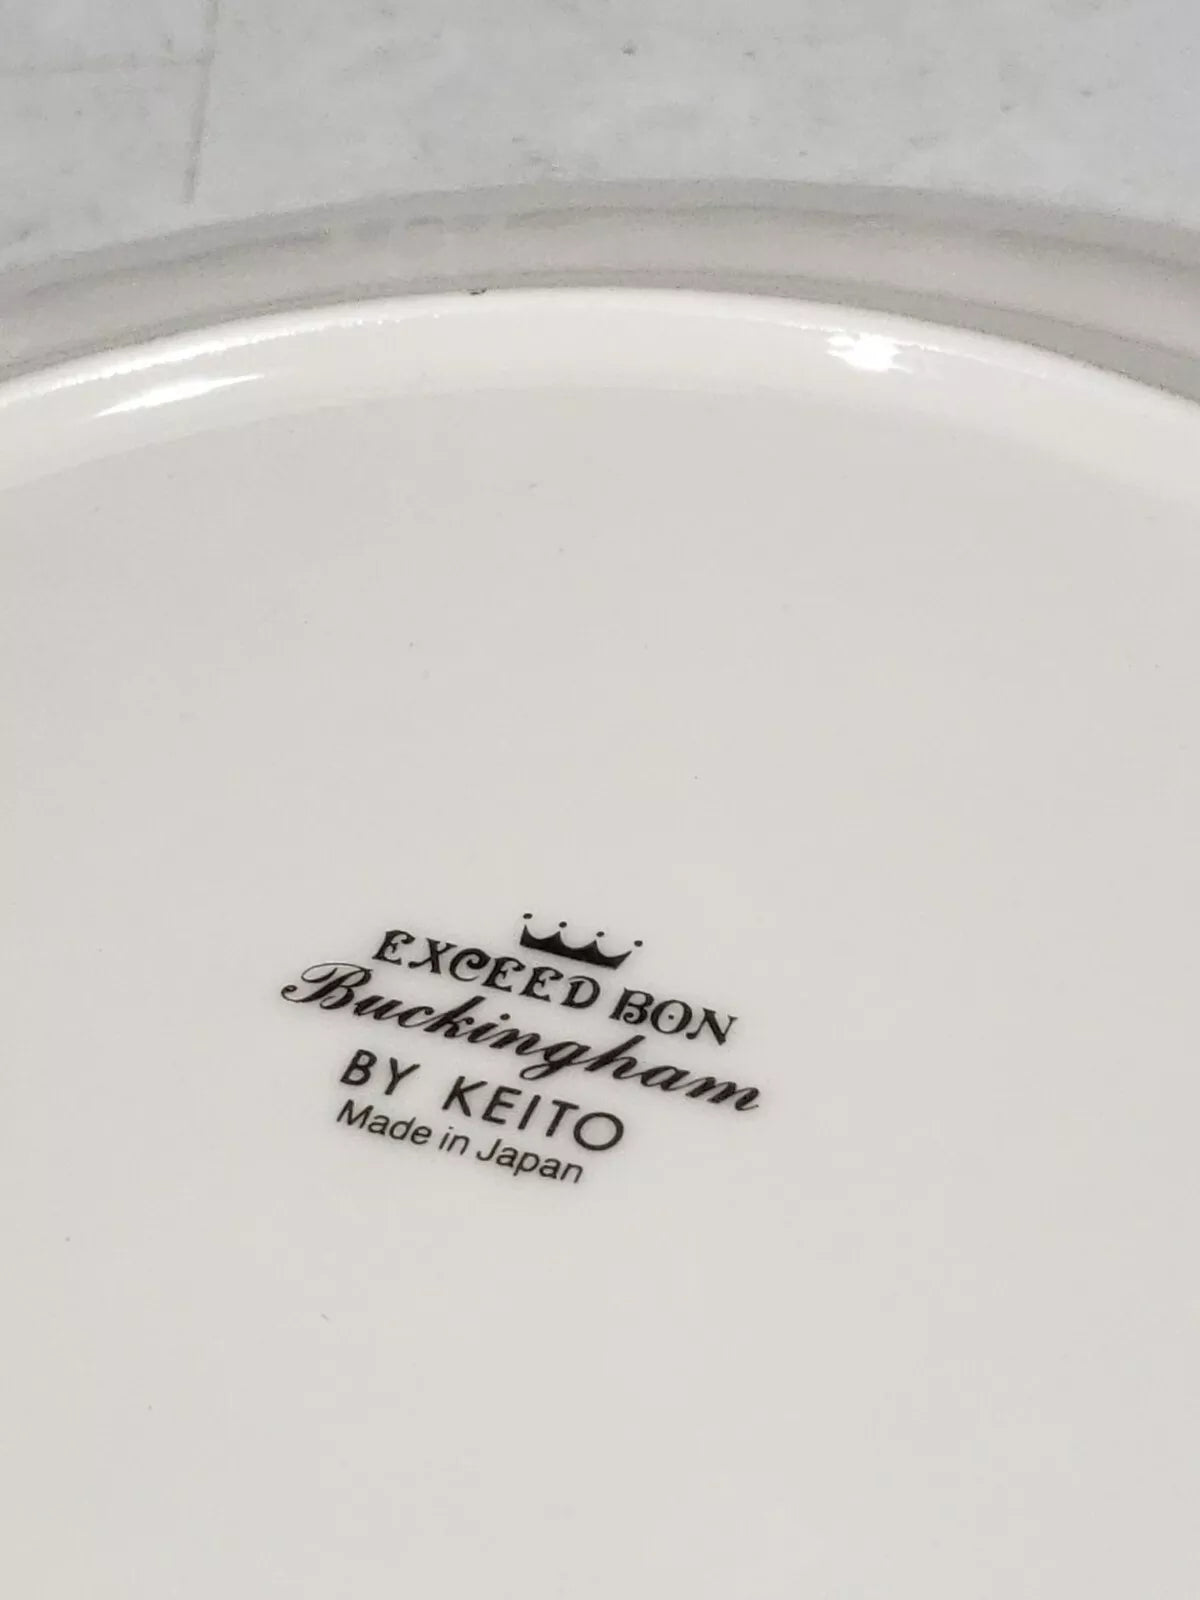 EXCEED BON
Buckingham
BY KEITO
Made in Japan